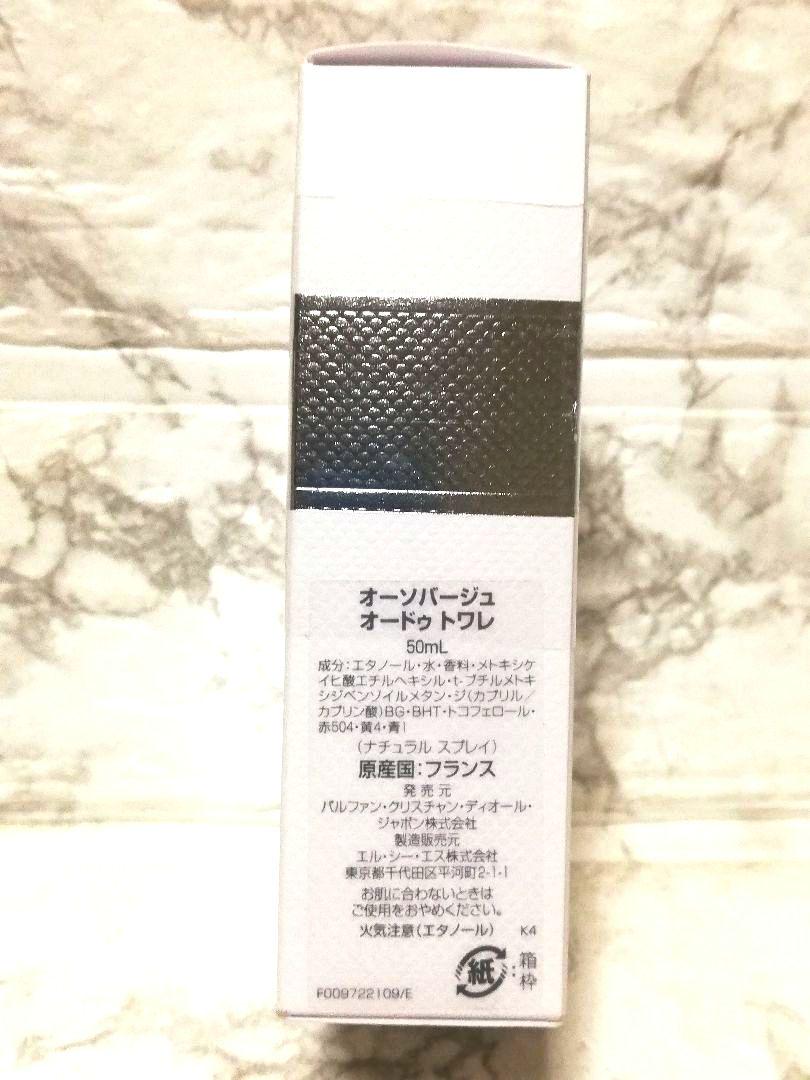 オーソバージュ
オードゥ トワレ
50mL
成分：エタノール・水・香料・メトキシケ
イヒ酸エチルヘキシル・t-ブチルメトキ
シジベンゾイルメタン・ジ（カプリル／
カプリン酸）BG・BHT・トコフェロール・
赤504・黄4・青1
（ナチュラル スプレイ）
原産国：フランス
発売元
パルファン・クリスチャン・ディオール・
ジャポン株式会社
製造販売元
エル・シー・エス株式会社
東京都千代田区平河町2-1-1
お肌に合わないときは
ご使用をおやめください。
火気注意（エタノール） K4
紙：箱
枠
F009722109/E